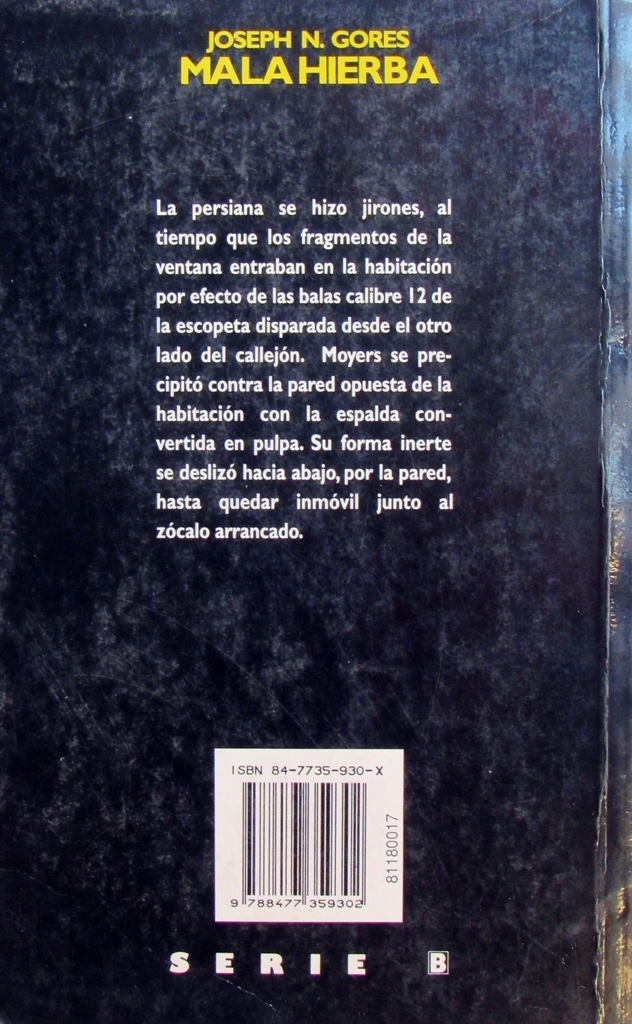 JOSEPH N. GORES
MALA HIERBA
La persiana se hizo jirones, al
tiempo que los fragmentos de la
ventana entraban en la habitación
por efecto de las balas calibre 12 de
la escopeta disparada desde el otro
lado del callejón. Moyers se pre-
cipitó contra la pared opuesta de la
habitación con la espalda con-
vertida en pulpa. Su forma inerte
se deslizó hacia abajo, por la pared,
hasta quedar inmóvil junto al
zócalo arrancado.
ISBN 84-7735-930-X
81180017
9 788477 359302
SERIE B